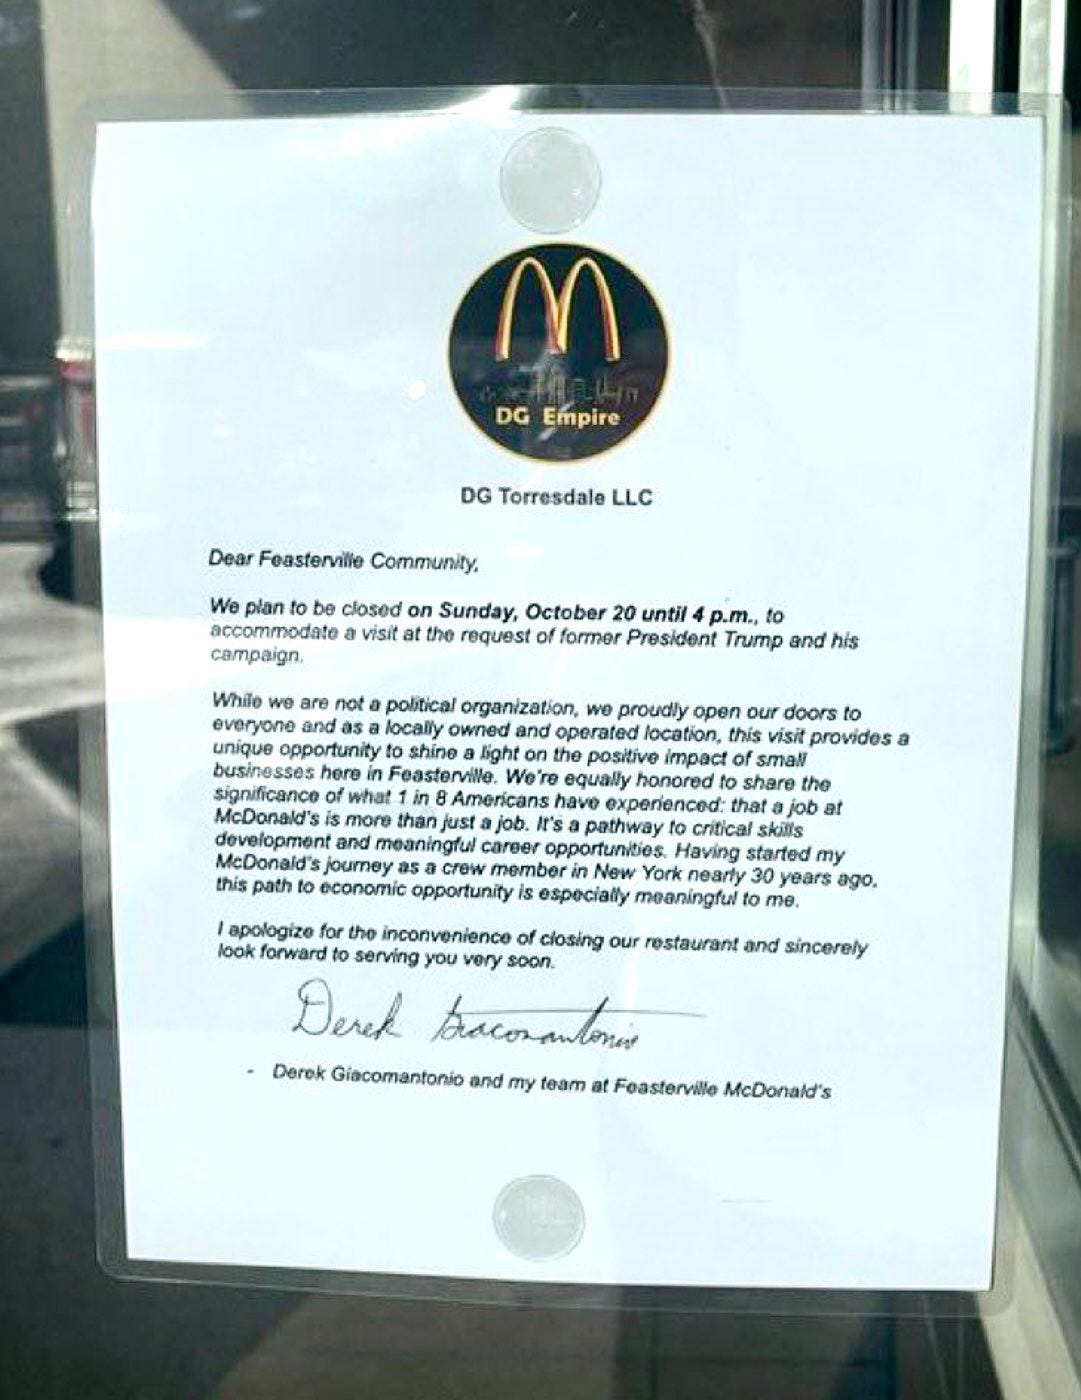 DG Empire
DG Torresdale LLC
Dear Feasterville Community,
We plan to be closed on Sunday, October 20 until 4 p.m., to
accommodate a visit at the request of former President Trump and his
campaign.
While we are not a political organization, we proudly open our doors to
everyone and as a locally owned and operated location, this visit provides a
unique opportunity to shine a light on the positive impact of small
businesses here in Feasterville. We're equally honored to share the
significance of what 1 in 8 Americans have experienced: that a job at
McDonald's is more than just a job. It's a pathway to critical skills
development and meaningful career opportunities. Having started my
McDonald's journey as a crew member in New York nearly 30 years ago,
this path to economic opportunity is especially meaningful to me.
I apologize for the inconvenience of closing our restaurant and sincerely
look forward to serving you very soon.
Derek Giacomantonio
- Derek Giacomantonio and my team at Feasterville McDonald's